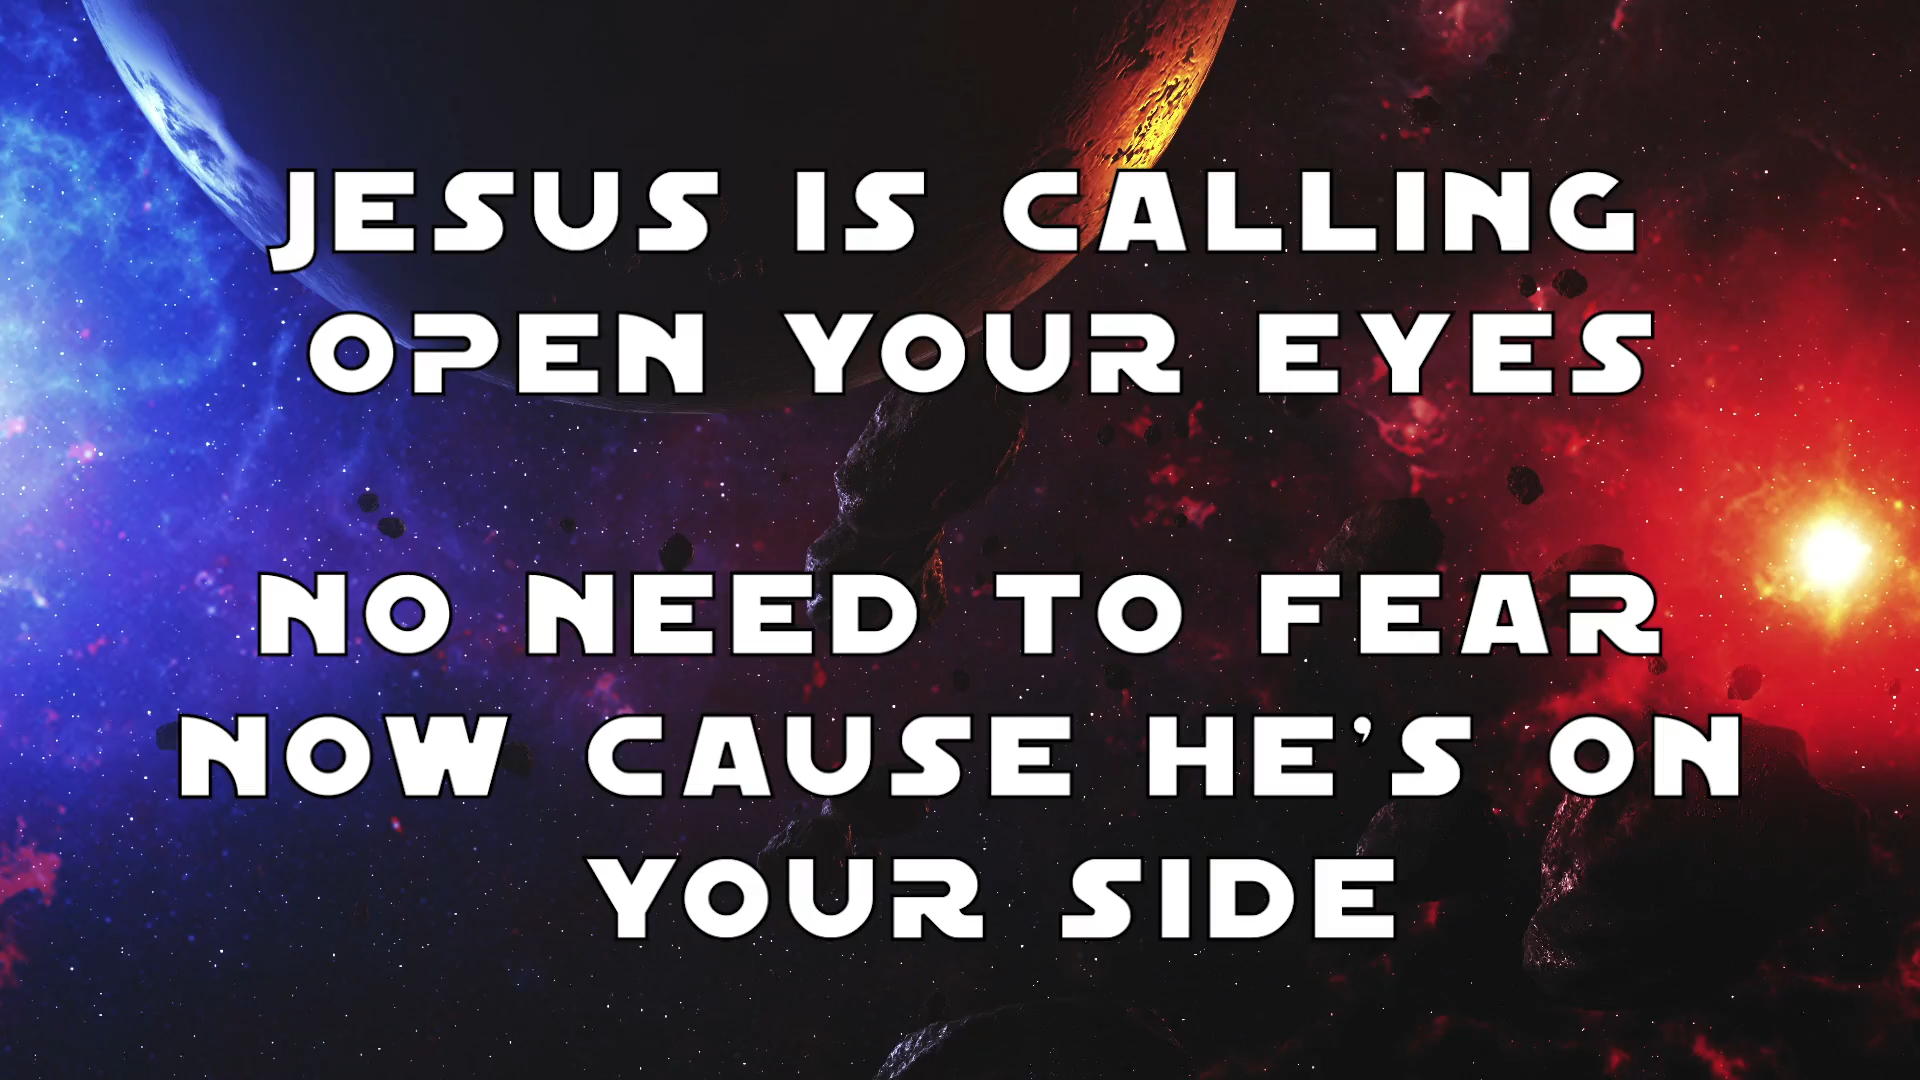 JESUS IS CALLING
OPEN YOUR EYES
NO NEED TO FEAR
NOW CAUSE HE'S ON
YOUR SIDE